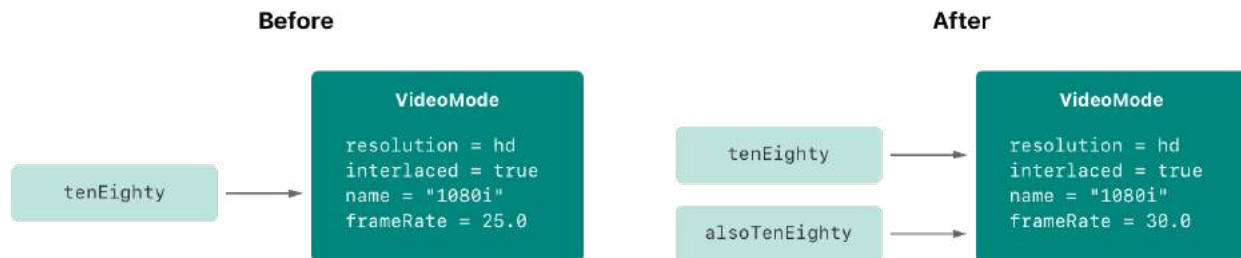 Before
VideoMode
resolution = hd
interlaced = true
name = "1080i"
frameRate = 25.0
tenEighty
After
VideoMode
resolution = hd
interlaced = true
name = "1080i"
frameRate = 30.0
tenEighty
alsoTenEighty